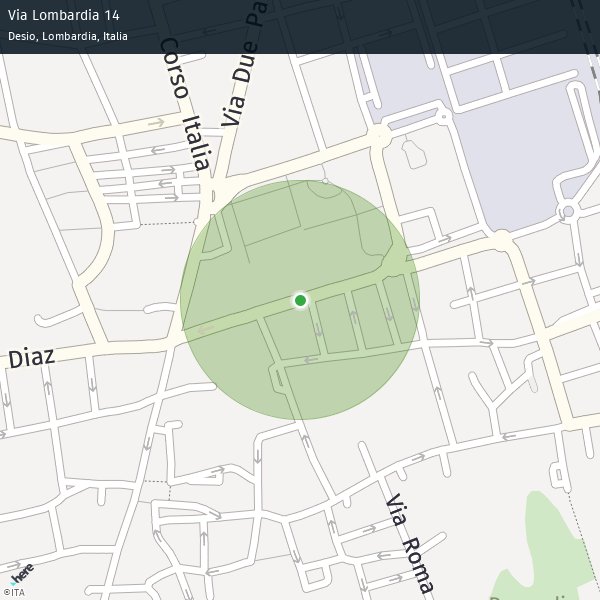 Via Lombardia 14
Desio, Lombardia, Italia
Corso Italia
Via Due Pa
Diaz
Via Roma
here
©ITA